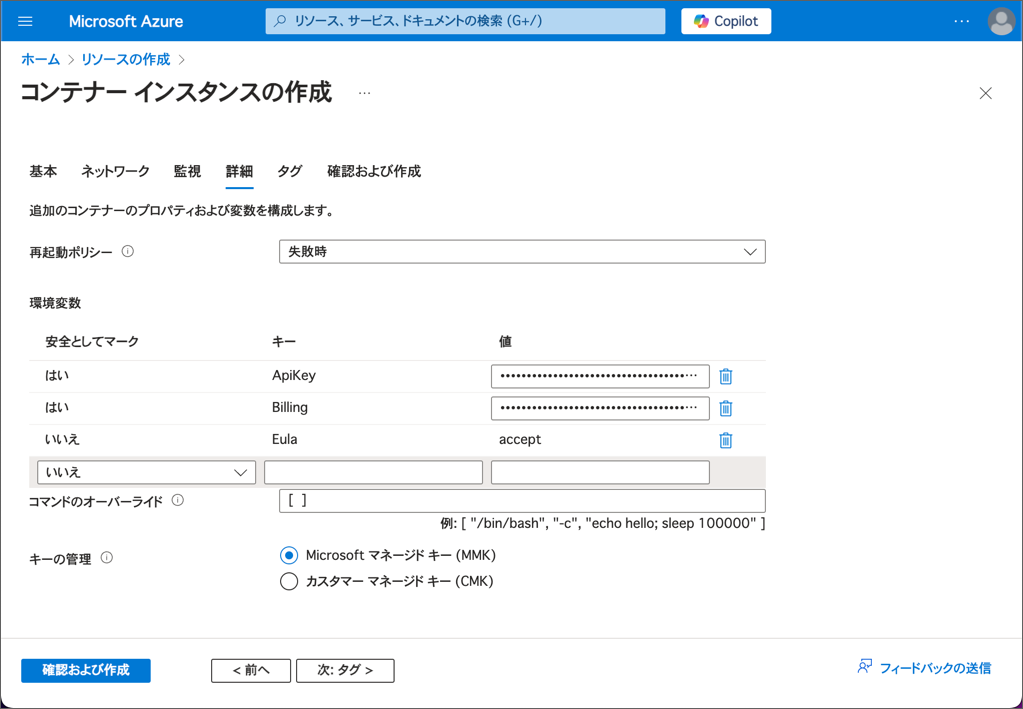 Microsoft Azure
リソース、サービス、ドキュメントの検索 (G+/)
Copilot
ホーム > リソースの作成 >
コンテナー インスタンスの作成 …
基本 ネットワーク 監視 詳細 タグ 確認および作成
追加のコンテナーのプロパティおよび変数を構成します。
再起動ポリシー 失敗時
環境変数
安全としてマーク キー 値
はい ApiKey ••••••••••••••••••••••••••••••••••••…
はい Billing ••••••••••••••••••••••••••••••••••••…
いいえ Eula accept
いいえ
コマンドのオーバーライド [ ]
例: [ "/bin/bash", "-c", "echo hello; sleep 100000" ]
キーの管理 Microsoft マネージド キー (MMK)
カスタマー マネージド キー (CMK)
確認および作成 < 前へ 次: タグ > フィードバックの送信